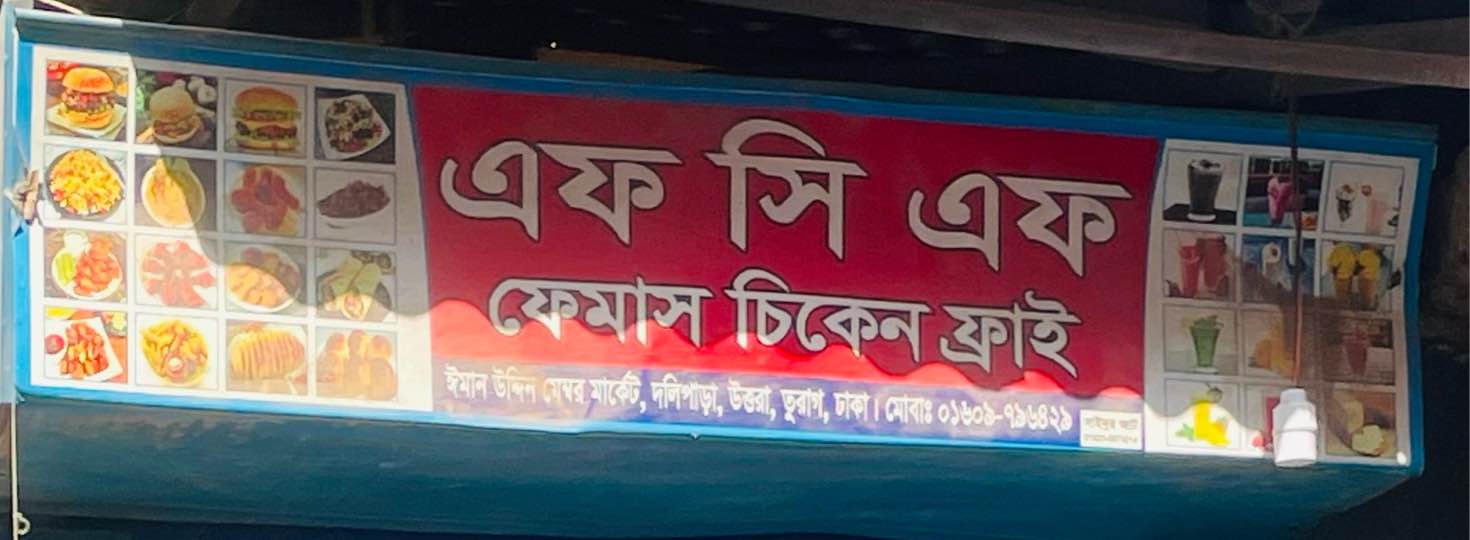 এফ সি এফ
ফেমাস চিকেন ফ্রাই
ঈমান উদ্দিন মেম্বর মার্কেট, দলিপাড়া, উত্তরা, তুরাগ, ঢাকা। মোবাঃ ০১৬০৯-৭৯৬৪২৯